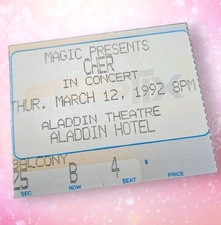 MAGIC PRESENTS
CHER
IN CONCERT
THUR. MARCH 12, 1992 8PM
ALADDIN THEATRE
ALADDIN HOTEL
BALCONY
B 4
SEC ROW SEAT PRICE